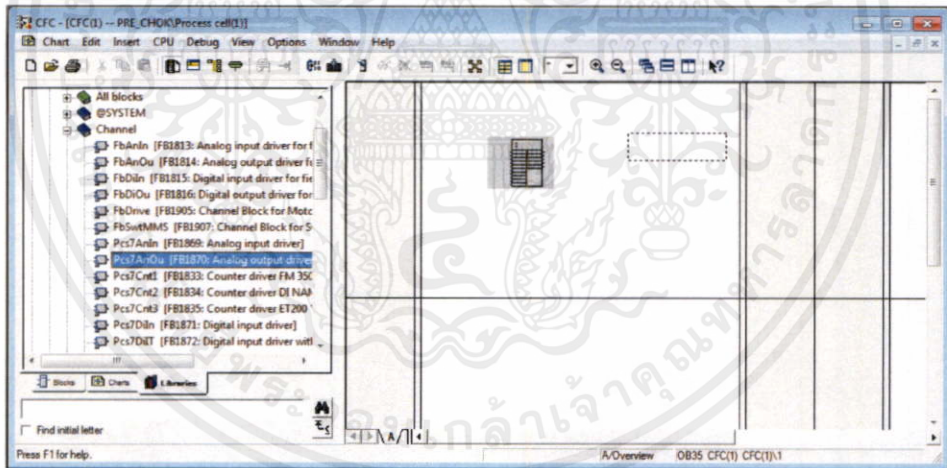 CFC - [CFC(1) -- PRE_CHOK\Process cell(1)]
Chart Edit Insert CPU Debug View Options Window Help
All blocks
@SYSTEM
Channel
FbAnIn [FB1813: Analog input driver for f
FbAnOu [FB1814: Analog output driver f
FbDiIn [FB1815: Digital input driver for fie
FbDiOu [FB1816: Digital output driver for
FbDrive [FB1905: Channel Block for Motc
FbSwtMMS [FB1907: Channel Block for S
Pcs7AnIn [FB1869: Analog input driver]
Pcs7AnOu [FB1870: Analog output drive
Pcs7Cnt1 [FB1833: Counter driver FM 350
Pcs7Cnt2 [FB1834: Counter driver DI NAM
Pcs7Cnt3 [FB1835: Counter driver ET200
Pcs7DiIn [FB1871: Digital input driver]
Pcs7DiIT [FB1872: Digital input driver witl
Blocks Charts Libraries
Find initial letter
A
Press F1 for help.
A/Overview OB35 CFC(1) CFC(1)\1